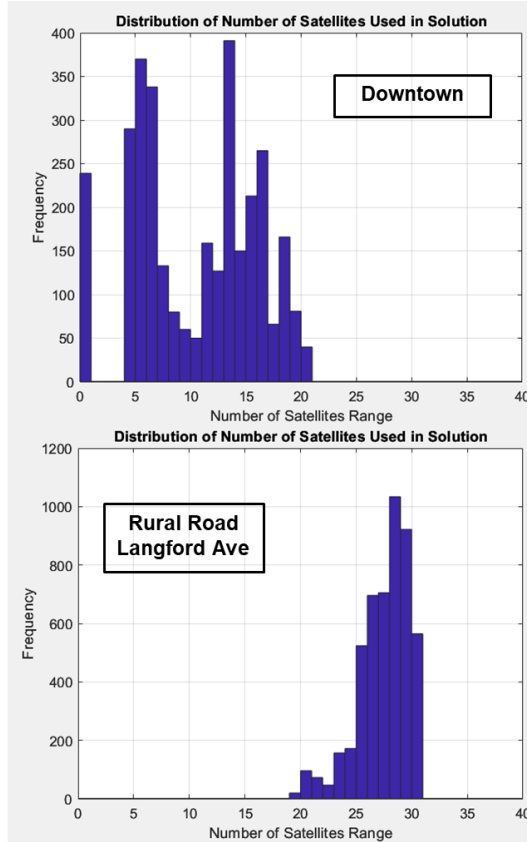 Distribution of Number of Satellites Used in Solution
400
350
300
250
200
150
100
50
0
Frequency
Downtown
0 5 10 15 20 25 30 35 40
Number of Satellites Range
Distribution of Number of Satellites Used in Solution
1200
1000
800
600
400
200
0
Frequency
Rural Road
Langford Ave
0 5 10 15 20 25 30 35 40
Number of Satellites Range